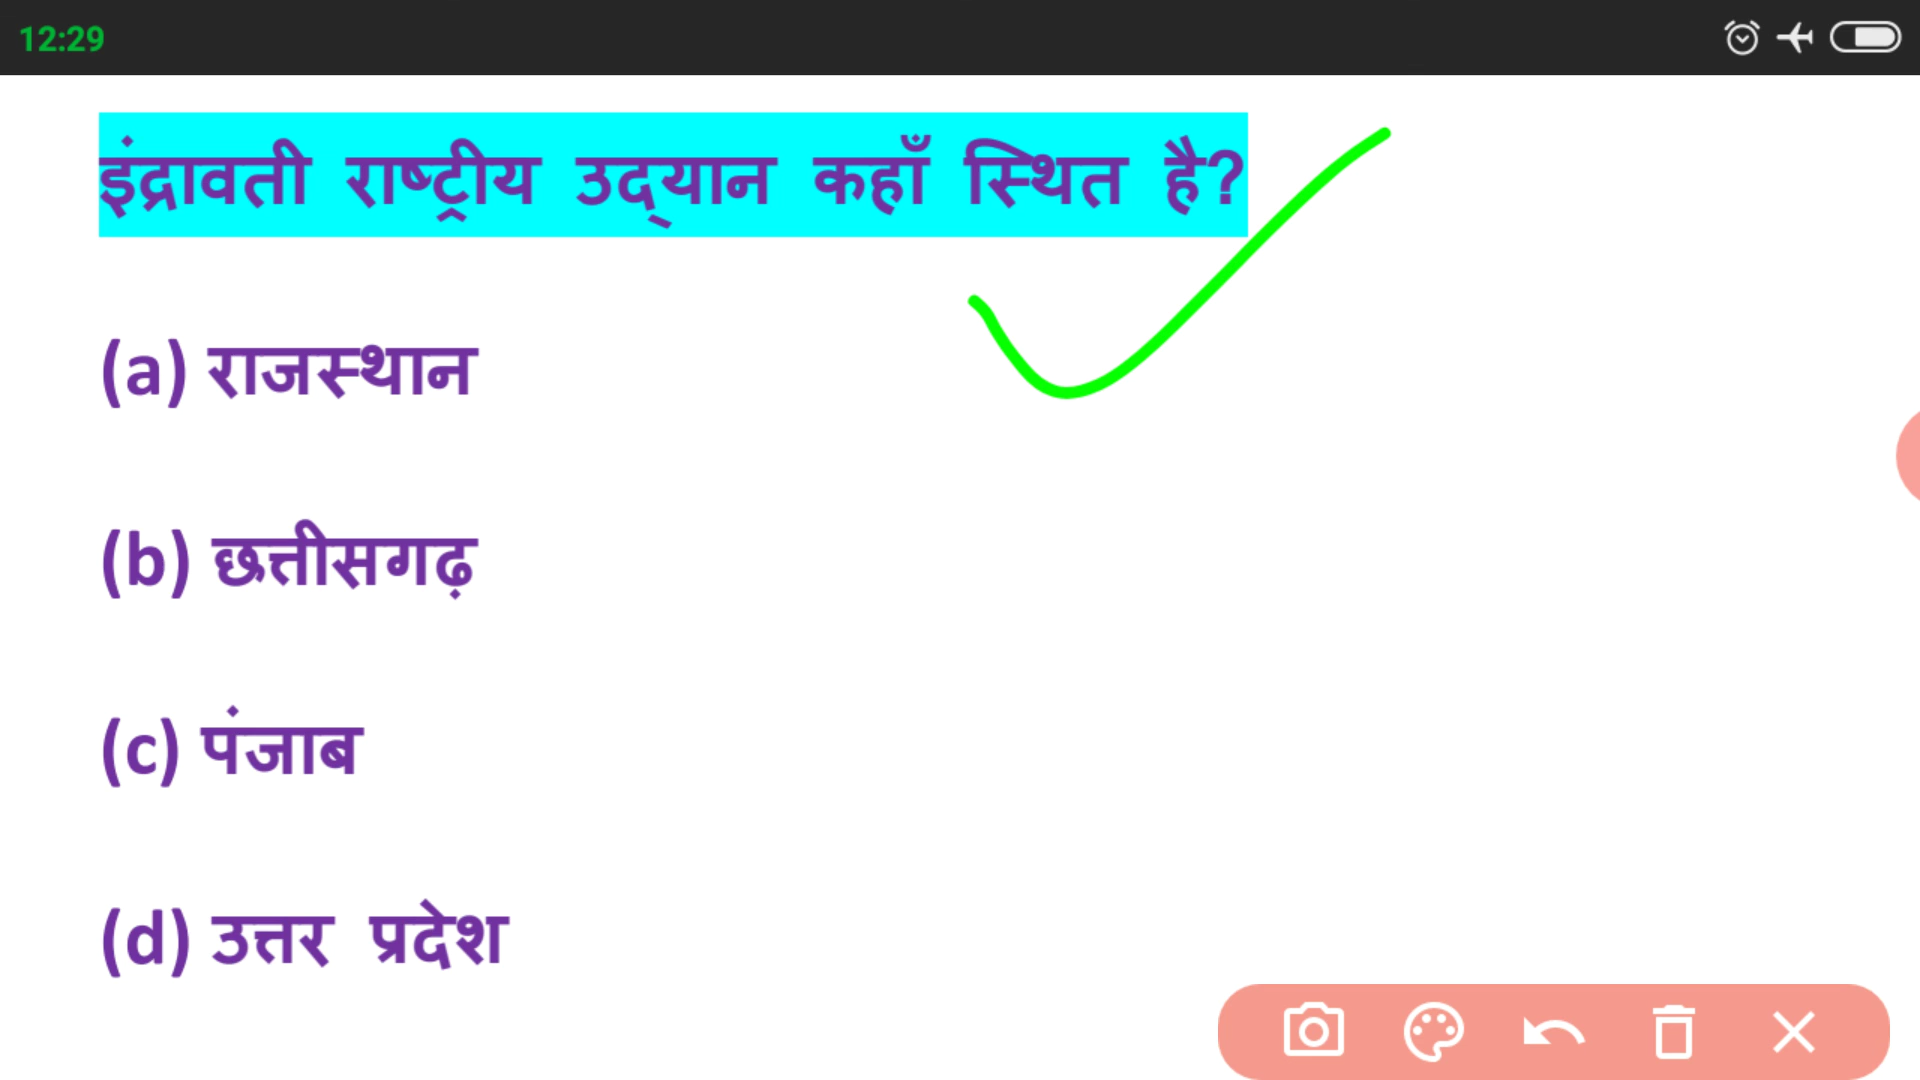 12:29
इंद्रावती राष्ट्रीय उद्‌यान कहाँ स्थित है?
(a) राजस्थान
(b) छत्तीसगढ़
(c) पंजाब
(d) उत्तर प्रदेश